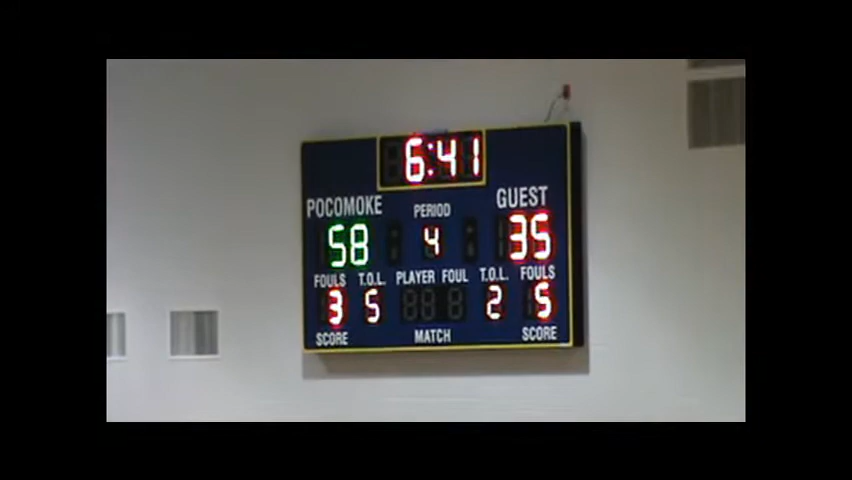 6:41
POCOMOKE PERIOD GUEST
58 4 35
FOULS T.O.L. PLAYER FOUL T.O.L. FOULS
3 5 2 5
SCORE MATCH SCORE